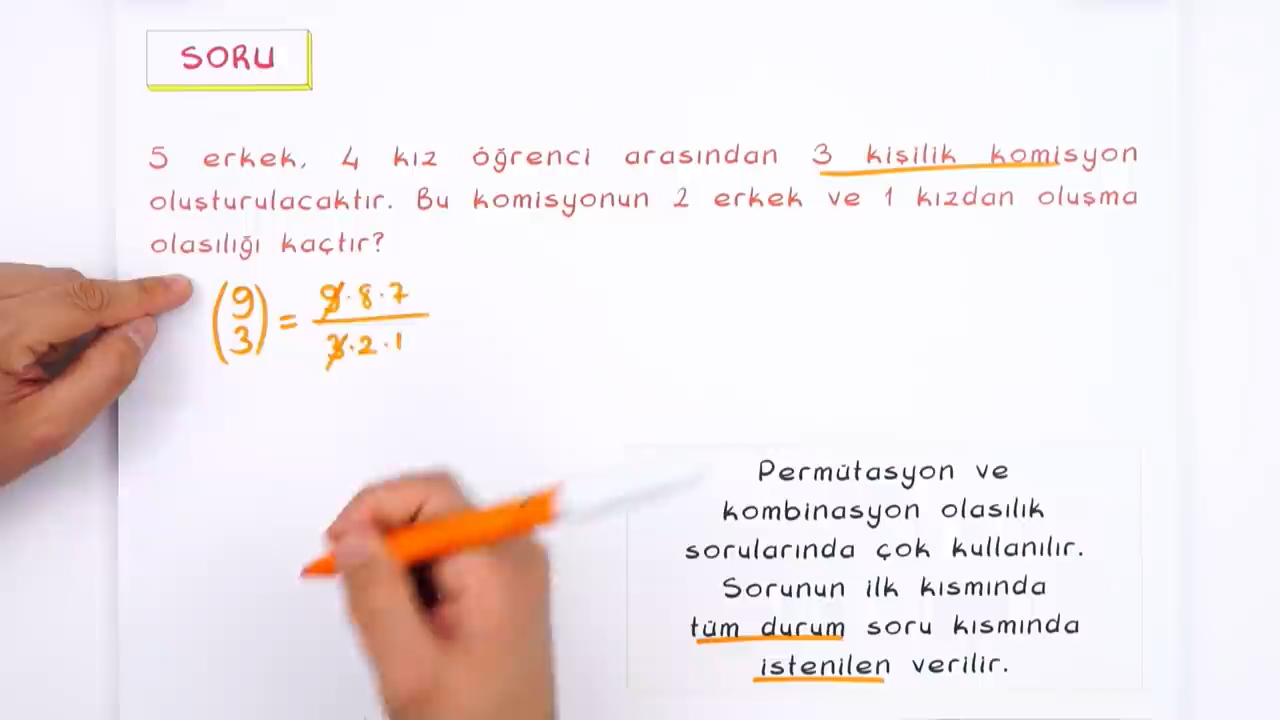 SORU
5 erkek, 4 kız öğrenci arasından 3 kişilik komisyon
oluşturulacaktır. Bu komisyonun 2 erkek ve 1 kızdan oluşma
olasılığı kaçtır?
(9 3) = 9·8·7 / 3·2·1
Permütasyon ve
kombinasyon olasılık
sorularında çok kullanılır.
Sorunun ilk kısmında
tüm durum soru kısmında
istenilen verilir.